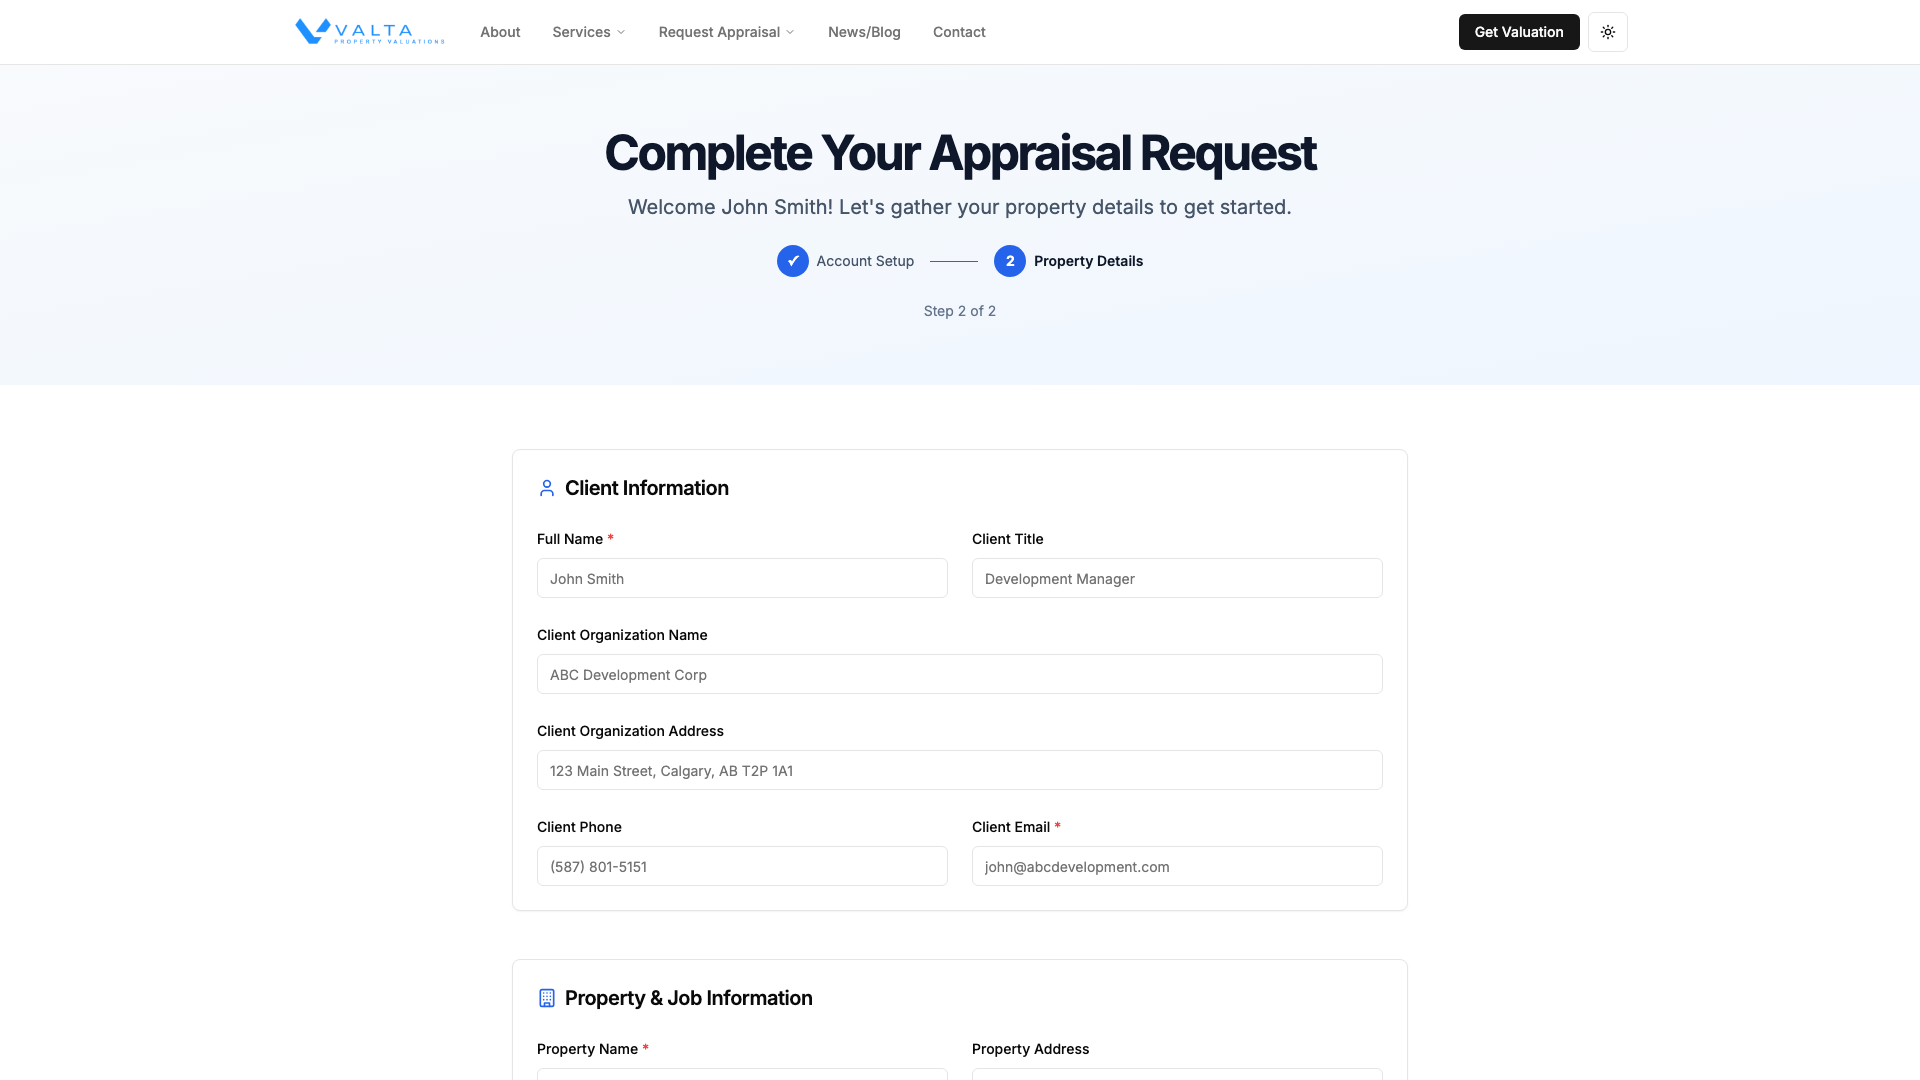 VALTA
PROPERTY VALUATIONS
About
Services
Request Appraisal
News/Blog
Contact
Get Valuation
Complete Your Appraisal Request
Welcome John Smith! Let's gather your property details to get started.
✓ Account Setup
2 Property Details
Step 2 of 2
Client Information
Full Name *
Client Title
John Smith
Development Manager
Client Organization Name
ABC Development Corp
Client Organization Address
123 Main Street, Calgary, AB T2P 1A1
Client Phone
Client Email *
(587) 801-5151
john@abcdevelopment.com
Property & Job Information
Property Name *
Property Address